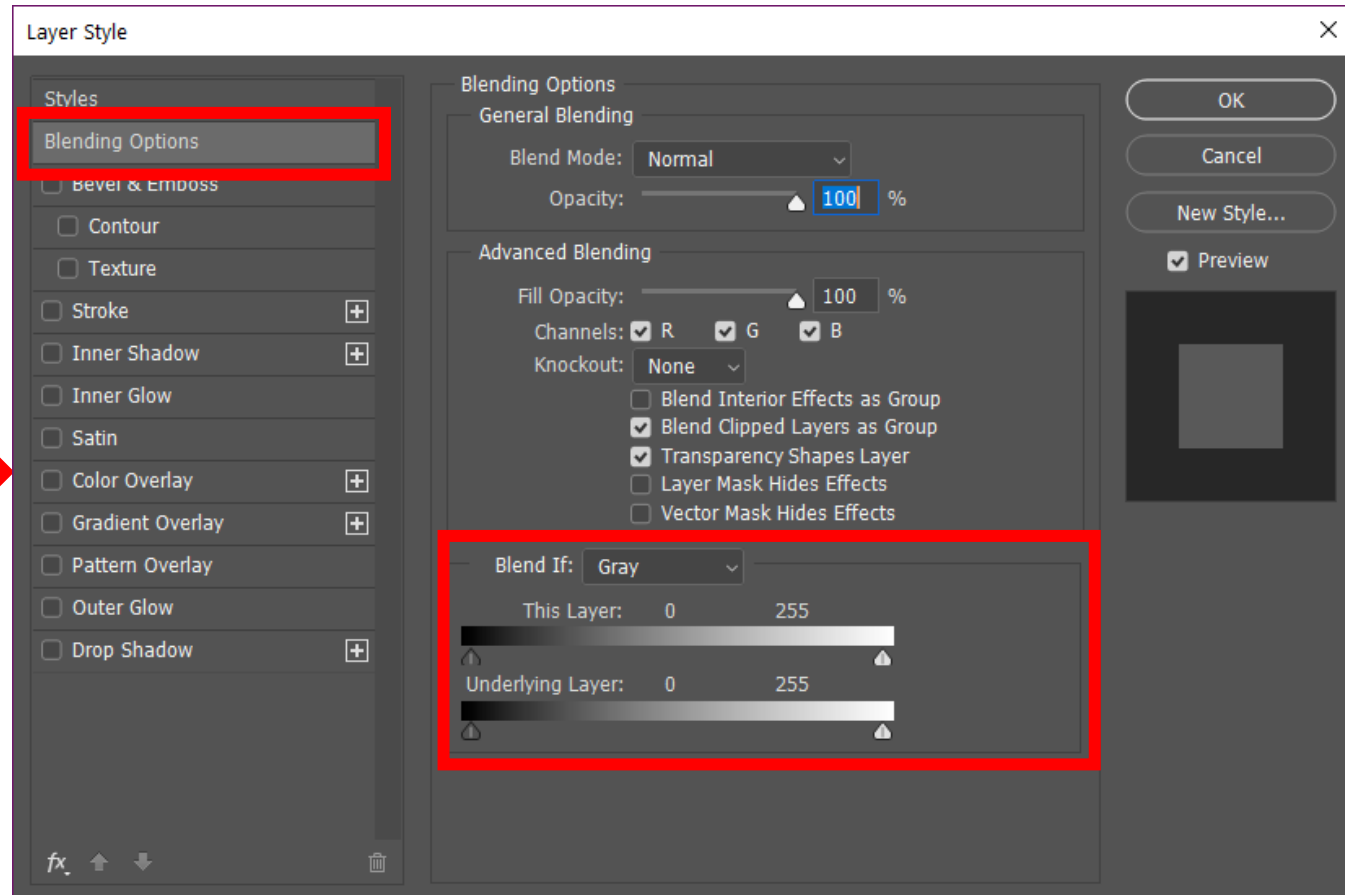 Layer Style
Styles
Blending Options
Bevel & Emboss
Contour
Texture
Stroke
Inner Shadow
Inner Glow
Satin
Color Overlay
Gradient Overlay
Pattern Overlay
Outer Glow
Drop Shadow
fx
Blending Options
General Blending
Blend Mode: Normal
Opacity: 100 %
Advanced Blending
Fill Opacity: 100 %
Channels: R G B
Knockout: None
Blend Interior Effects as Group
Blend Clipped Layers as Group
Transparency Shapes Layer
Layer Mask Hides Effects
Vector Mask Hides Effects
Blend If: Gray
This Layer: 0 255
Underlying Layer: 0 255
OK
Cancel
New Style...
Preview